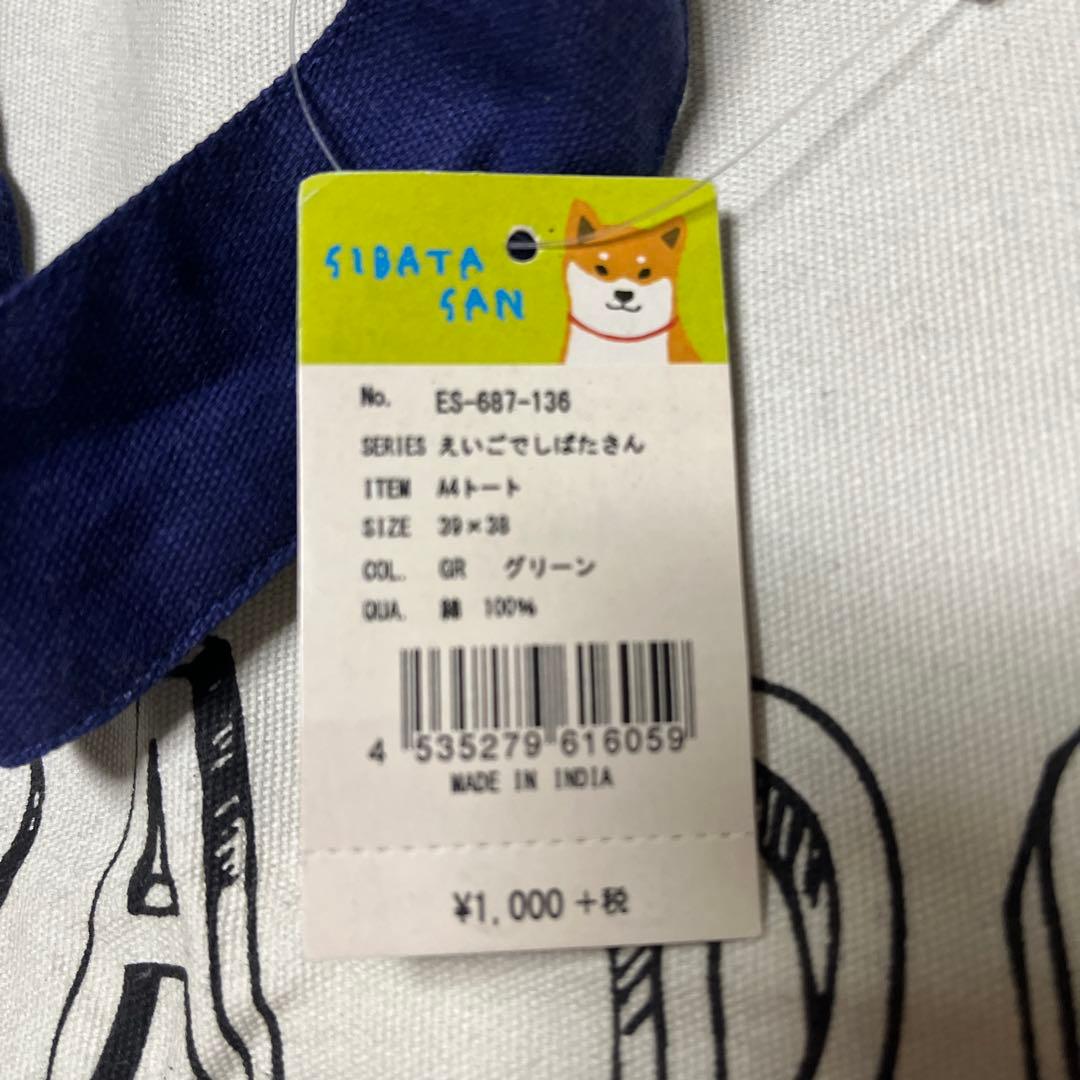 SIBATA
SAN
No. ES-687-136
SERIES えいごでしばたさん
ITEM A4トート
SIZE 39×38
COL. GR グリーン
QUA. 綿 100%
4 535279 616059
MADE IN INDIA
¥1,000+税